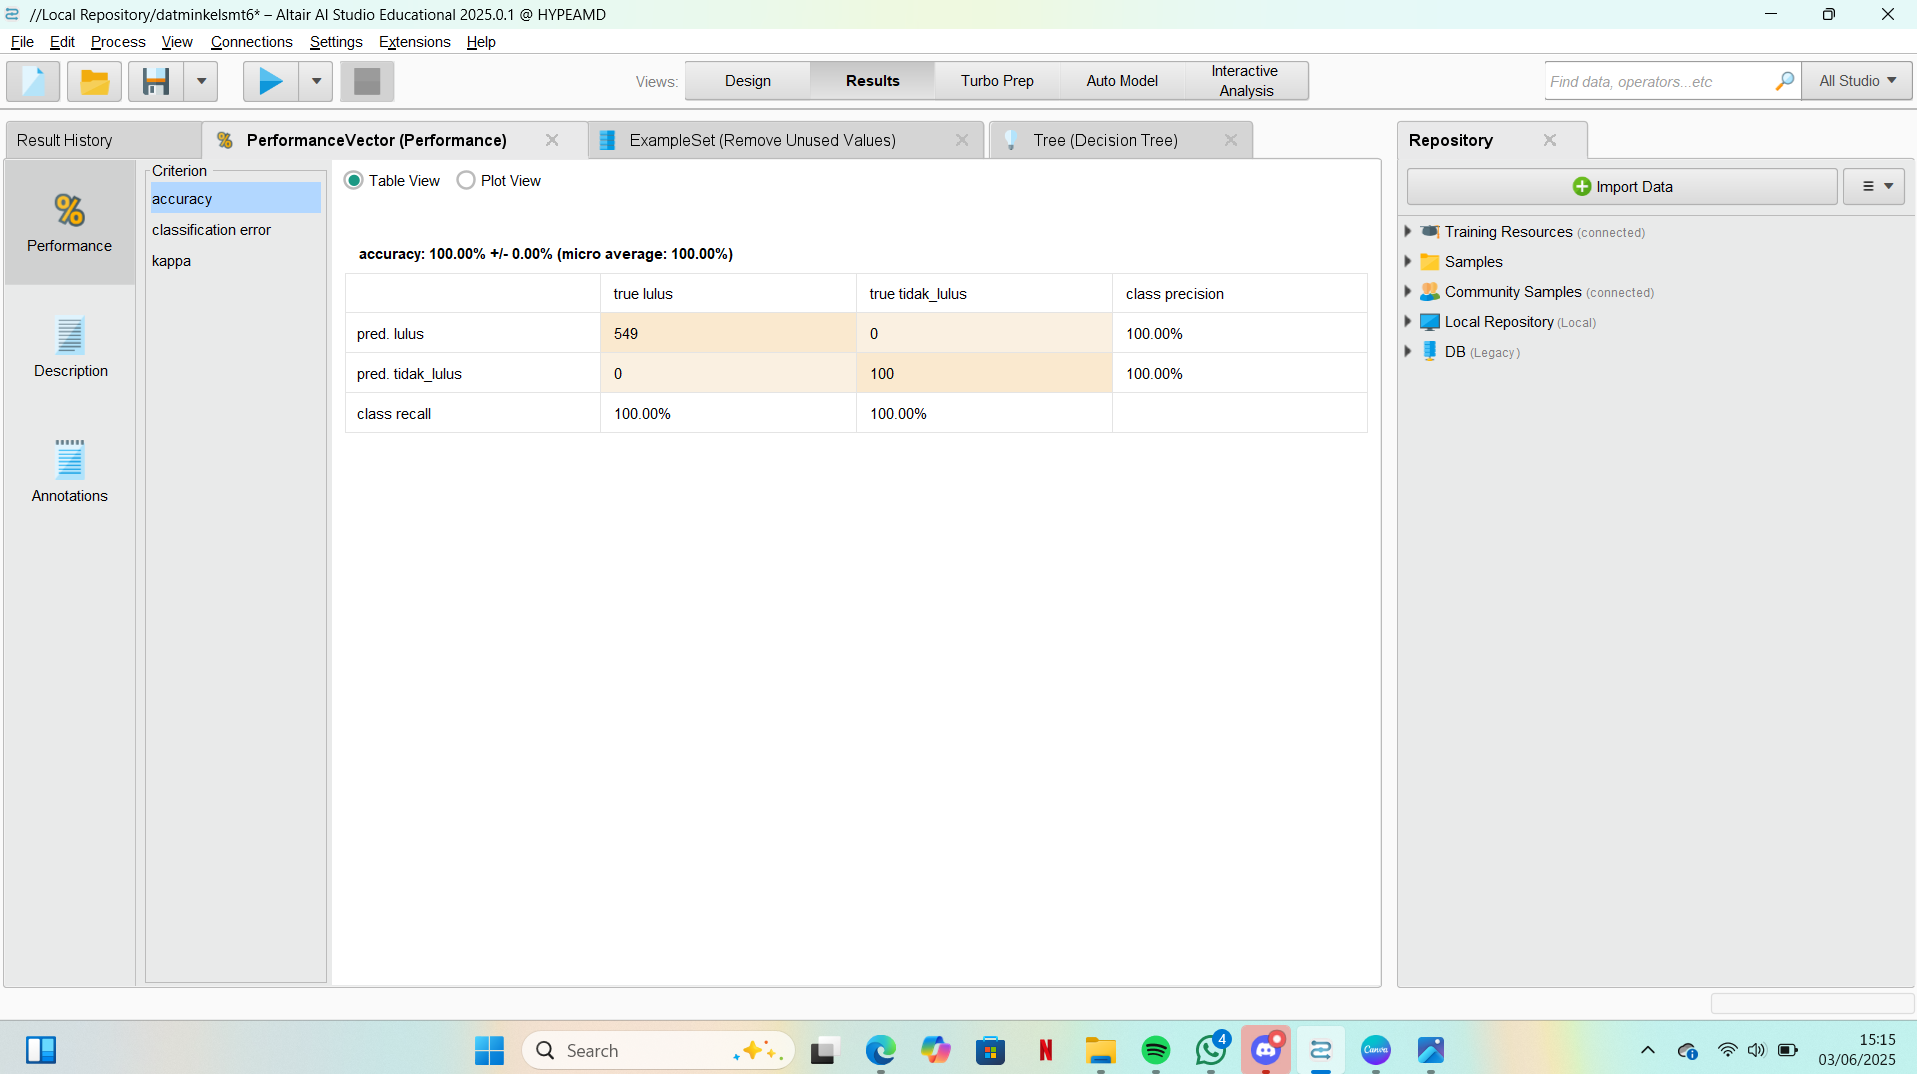 //Local Repository/datminkelsmt6* – Altair AI Studio Educational 2025.0.1 @ HYPEAMD
File Edit Process View Connections Settings Extensions Help
Views: Design Results Turbo Prep Auto Model Interactive Analysis
Find data, operators...etc All Studio
Result History PerformanceVector (Performance) ExampleSet (Remove Unused Values) Tree (Decision Tree)
Performance
Description
Annotations
Criterion
accuracy
classification error
kappa
Table View Plot View
accuracy: 100.00% +/- 0.00% (micro average: 100.00%)
true lulus true tidak_lulus class precision
pred. lulus 549 0 100.00%
pred. tidak_lulus 0 100 100.00%
class recall 100.00% 100.00%
Repository
Import Data
Training Resources (connected)
Samples
Community Samples (connected)
Local Repository (Local)
DB (Legacy)
Search
N
4
Canva
15:15
03/06/2025